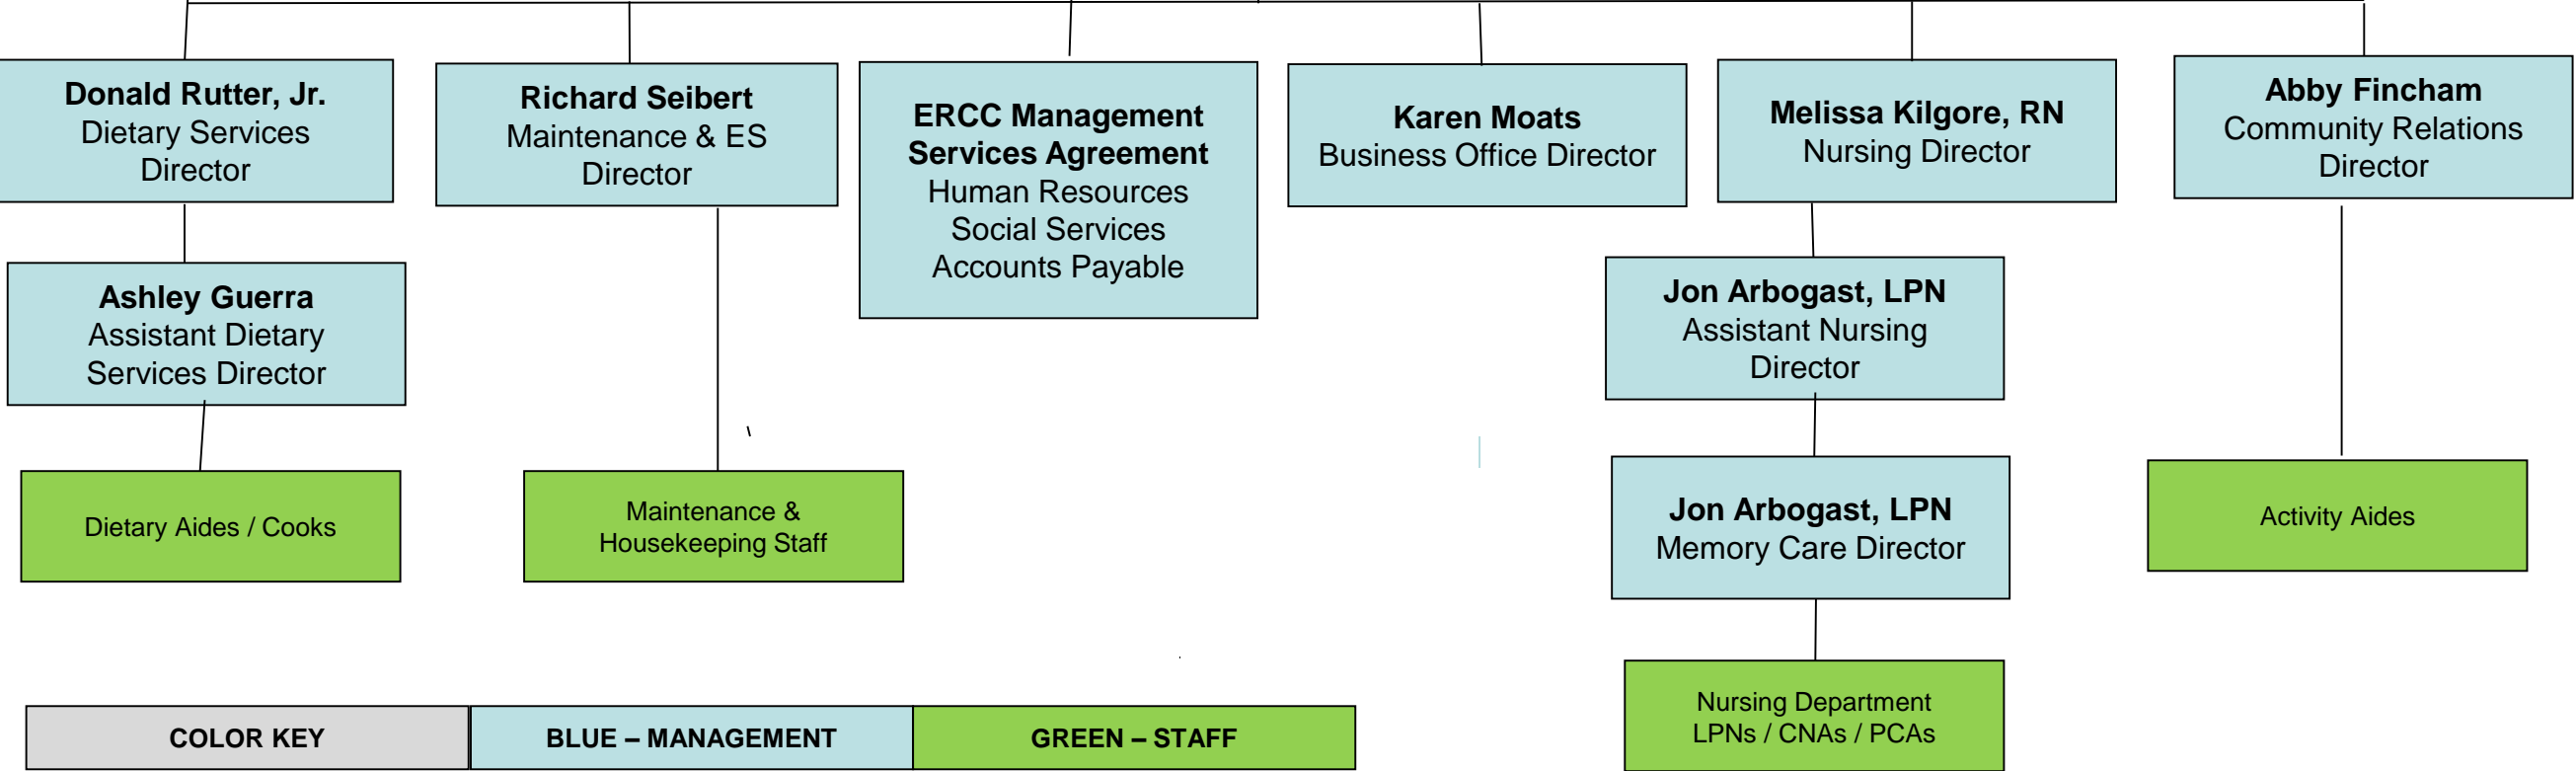 Donald Rutter, Jr.
Dietary Services
Director
Richard Seibert
Maintenance & ES
Director
ERCC Management
Services Agreement
Human Resources
Social Services
Accounts Payable
Karen Moats
Business Office Director
Melissa Kilgore, RN
Nursing Director
Abby Fincham
Community Relations
Director
Ashley Guerra
Assistant Dietary
Services Director
Jon Arbogast, LPN
Assistant Nursing
Director
Dietary Aides / Cooks
Maintenance &
Housekeeping Staff
Jon Arbogast, LPN
Memory Care Director
Activity Aides
Nursing Department
LPNs / CNAs / PCAs
COLOR KEY
BLUE – MANAGEMENT
GREEN – STAFF